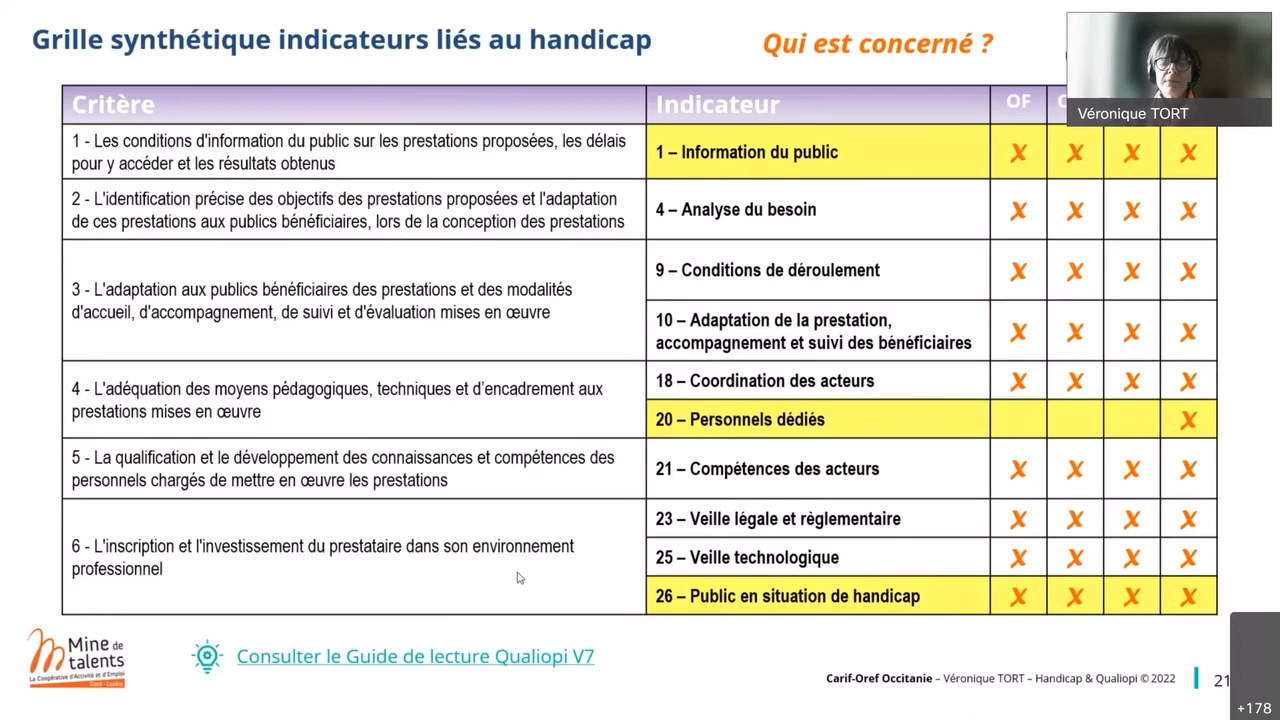 Grille synthétique indicateurs liés au handicap
Qui est concerné ?
Véronique TORT
Critère
Indicateur
OF
1 - Les conditions d'information du public sur les prestations proposées, les délais
pour y accéder et les résultats obtenus
1 – Information du public
X X X X
2 - L'identification précise des objectifs des prestations proposées et l'adaptation
de ces prestations aux publics bénéficiaires, lors de la conception des prestations
4 – Analyse du besoin
X X X X
3 - L'adaptation aux publics bénéficiaires des prestations et des modalités
d'accueil, d'accompagnement, de suivi et d'évaluation mises en œuvre
9 – Conditions de déroulement
X X X X
10 – Adaptation de la prestation,
accompagnement et suivi des bénéficiaires
X X X X
4 - L'adéquation des moyens pédagogiques, techniques et d’encadrement aux
prestations mises en œuvre
18 – Coordination des acteurs
X X X X
20 – Personnels dédiés
X
5 - La qualification et le développement des connaissances et compétences des
personnels chargés de mettre en œuvre les prestations
21 – Compétences des acteurs
X X X X
6 - L'inscription et l'investissement du prestataire dans son environnement
professionnel
23 – Veille légale et règlementaire
X X X X
25 – Veille technologique
X X X X
26 – Public en situation de handicap
X X X X
Mine de
talents
La Coopérative d'Activité et d'Emploi
Gard - Lozère
Consulter le Guide de lecture Qualiopi V7
Carif-Oref Occitanie – Véronique TORT – Handicap & Qualiopi © 2022
21
+178